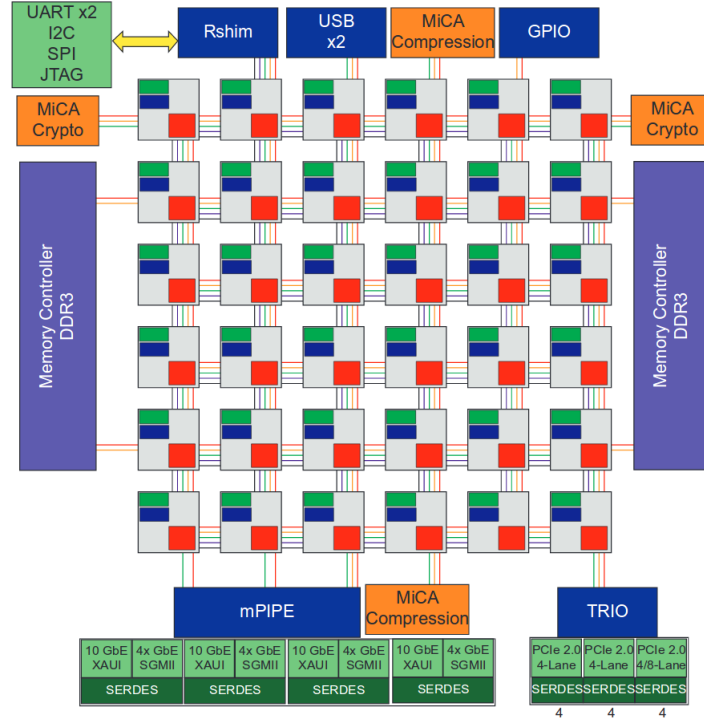 UART x2
I2C
SPI
JTAG
Rshim
USB
x2
MiCA
Compression
GPIO
MiCA
Crypto
MiCA
Crypto
Memory Controller
DDR3
Memory Controller
DDR3
mPIPE
MiCA
Compression
TRIO
10 GbE
XAUI
4x GbE
SGMII
10 GbE
XAUI
4x GbE
SGMII
10 GbE
XAUI
4x GbE
SGMII
10 GbE
XAUI
4x GbE
SGMII
SERDES
SERDES
SERDES
SERDES
PCIe 2.0
4-Lane
PCIe 2.0
4-Lane
PCIe 2.0
4/8-Lane
SERDES
SERDES
SERDES
4
4
4